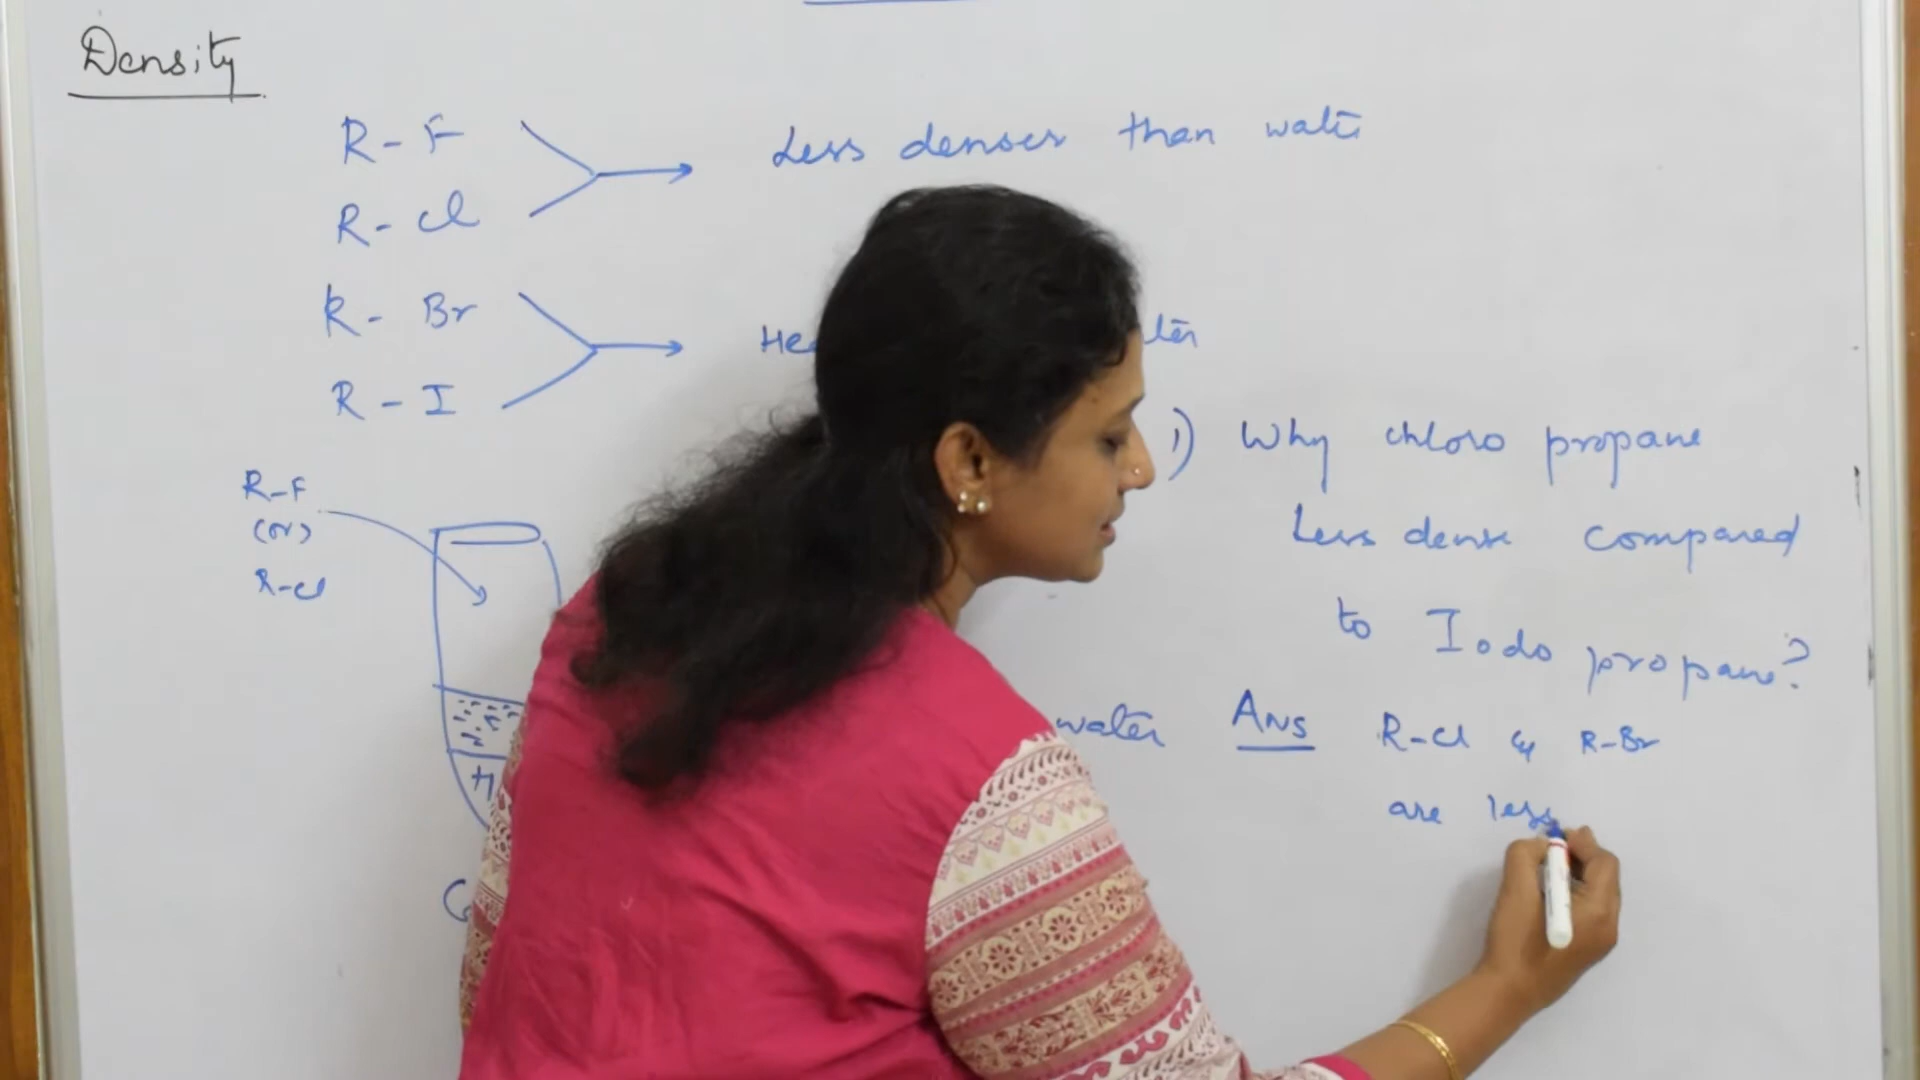 Density
R - F
R - Cl
Less denser than water
R - Br
R - I
R-F
(or)
R-Cl
1) Why chloro propane
Less dense compared
to Iodo propane?
water
Ans R-Cl & R-Br
are less